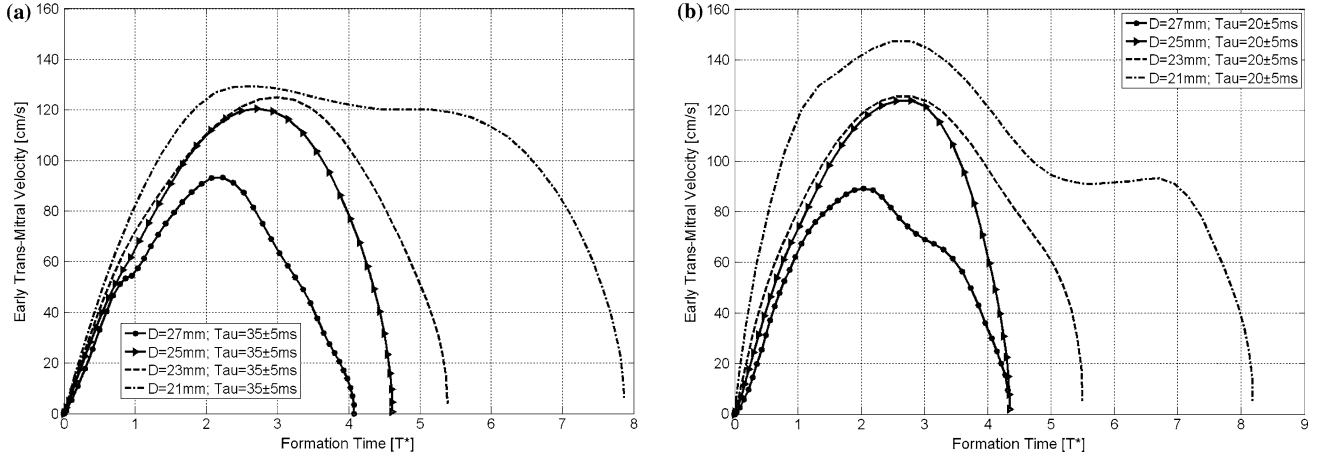 (a)
160
140
120
100
80
60
40
20
0
Early Trans-Mitral Velocity [cm/s]
D=27mm; Tau=35±5ms
D=25mm; Tau=35±5ms
D=23mm; Tau=35±5ms
D=21mm; Tau=35±5ms
0 1 2 3 4 5 6 7 8
Formation Time [T*]
(b)
160
140
120
100
80
60
40
20
0
Early Trans-Mitral Velocity [cm/s]
D=27mm; Tau=20±5ms
D=25mm; Tau=20±5ms
D=23mm; Tau=20±5ms
D=21mm; Tau=20±5ms
0 1 2 3 4 5 6 7 8 9
Formation Time [T*]